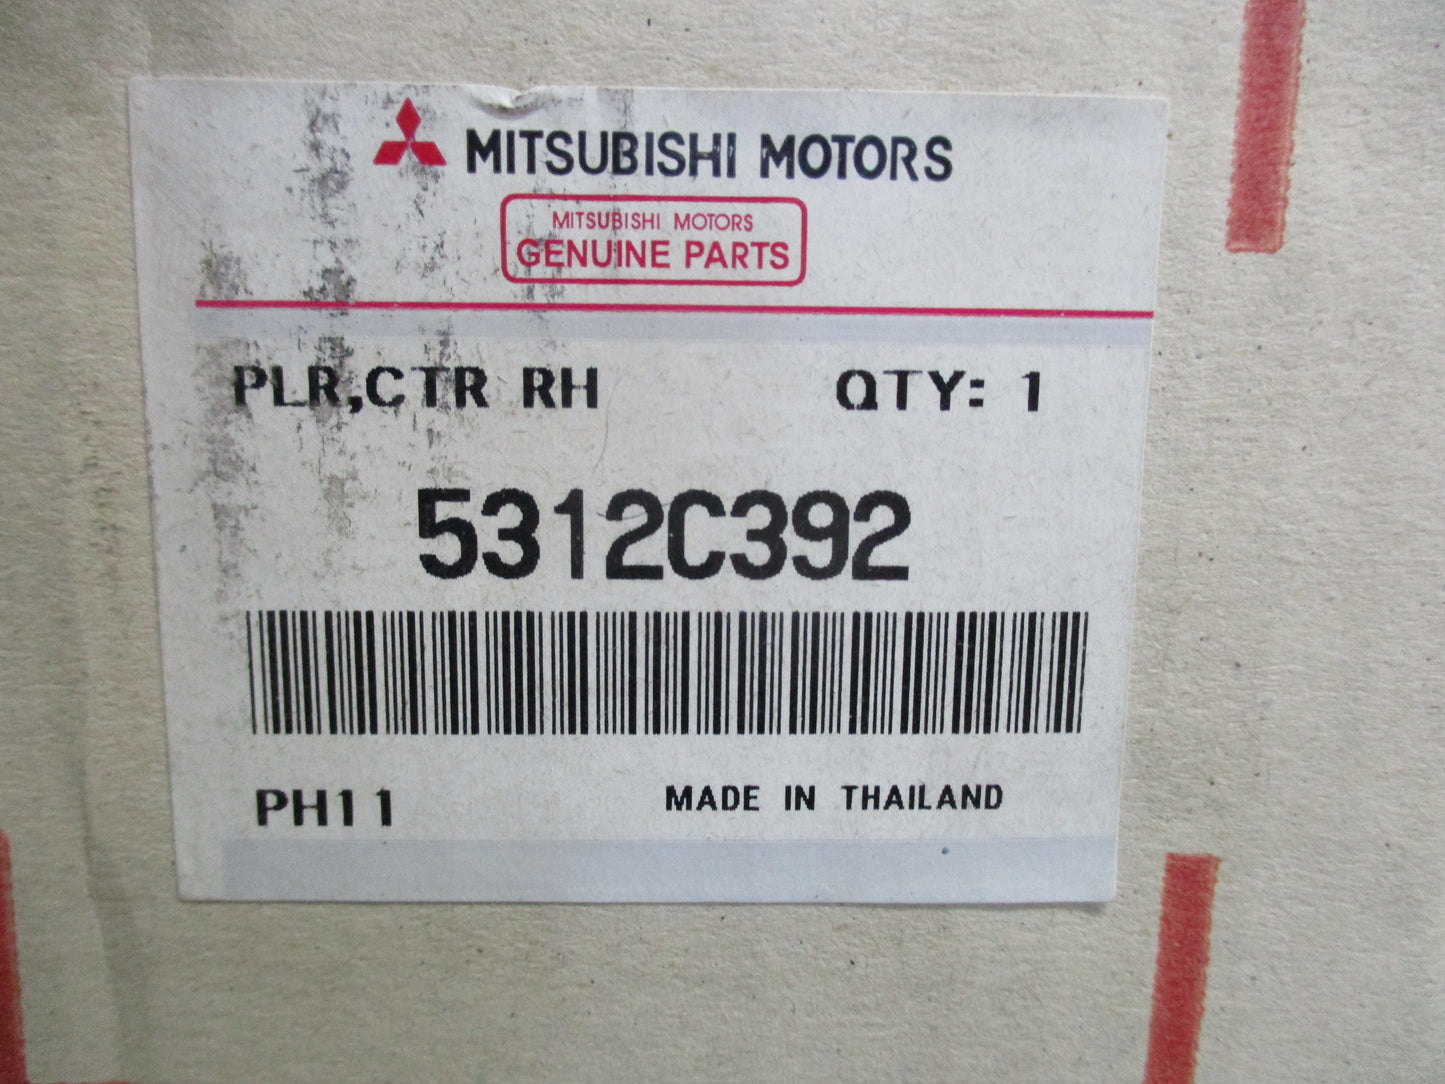 MITSUBISHI MOTORS
MITSUBISHI MOTORS
GENUINE PARTS
PLR,CTR RH QTY: 1
5312C392
PH11 MADE IN THAILAND